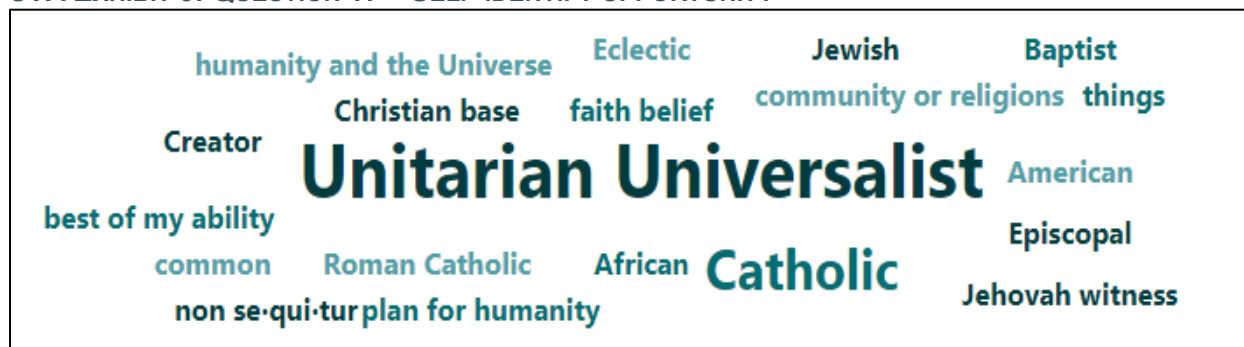 humanity and the Universe
Eclectic
Jewish
Baptist
Christian base
faith belief
community or religions
things
Creator
Unitarian Universalist
American
best of my ability
Episcopal
common
Roman Catholic
African
Catholic
Jehovah witness
non se·qui·tur
plan for humanity